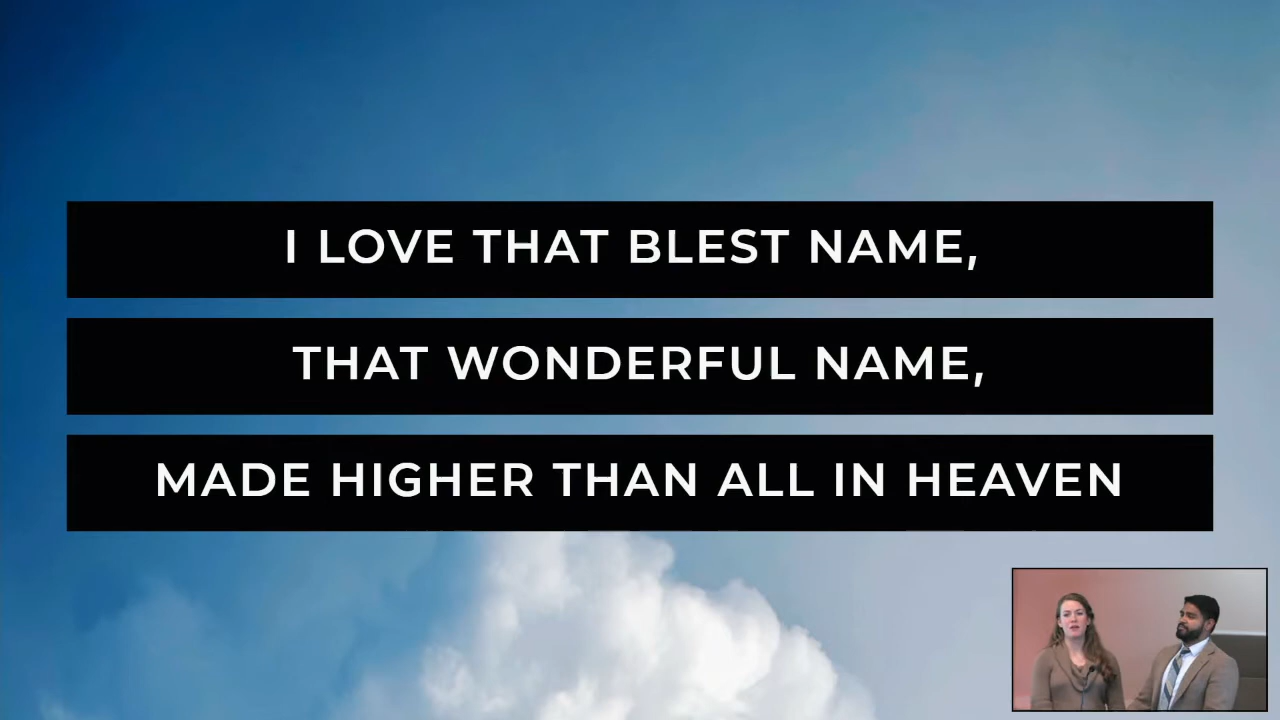 I LOVE THAT BLEST NAME,
THAT WONDERFUL NAME,
MADE HIGHER THAN ALL IN HEAVEN